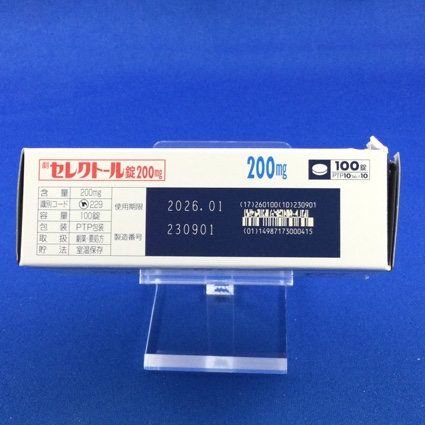 劇 セレクトール錠200mg
200mg
100錠
PTP10錠×10
含 量 200mg
識別コード 229
容 量 100錠
包 装 PTP包装
取 扱 劇薬・要処方
貯 法 室温保存
使用期限 2026.01
製造番号 230901
(17)260100(10)230901
(01)14987173000415